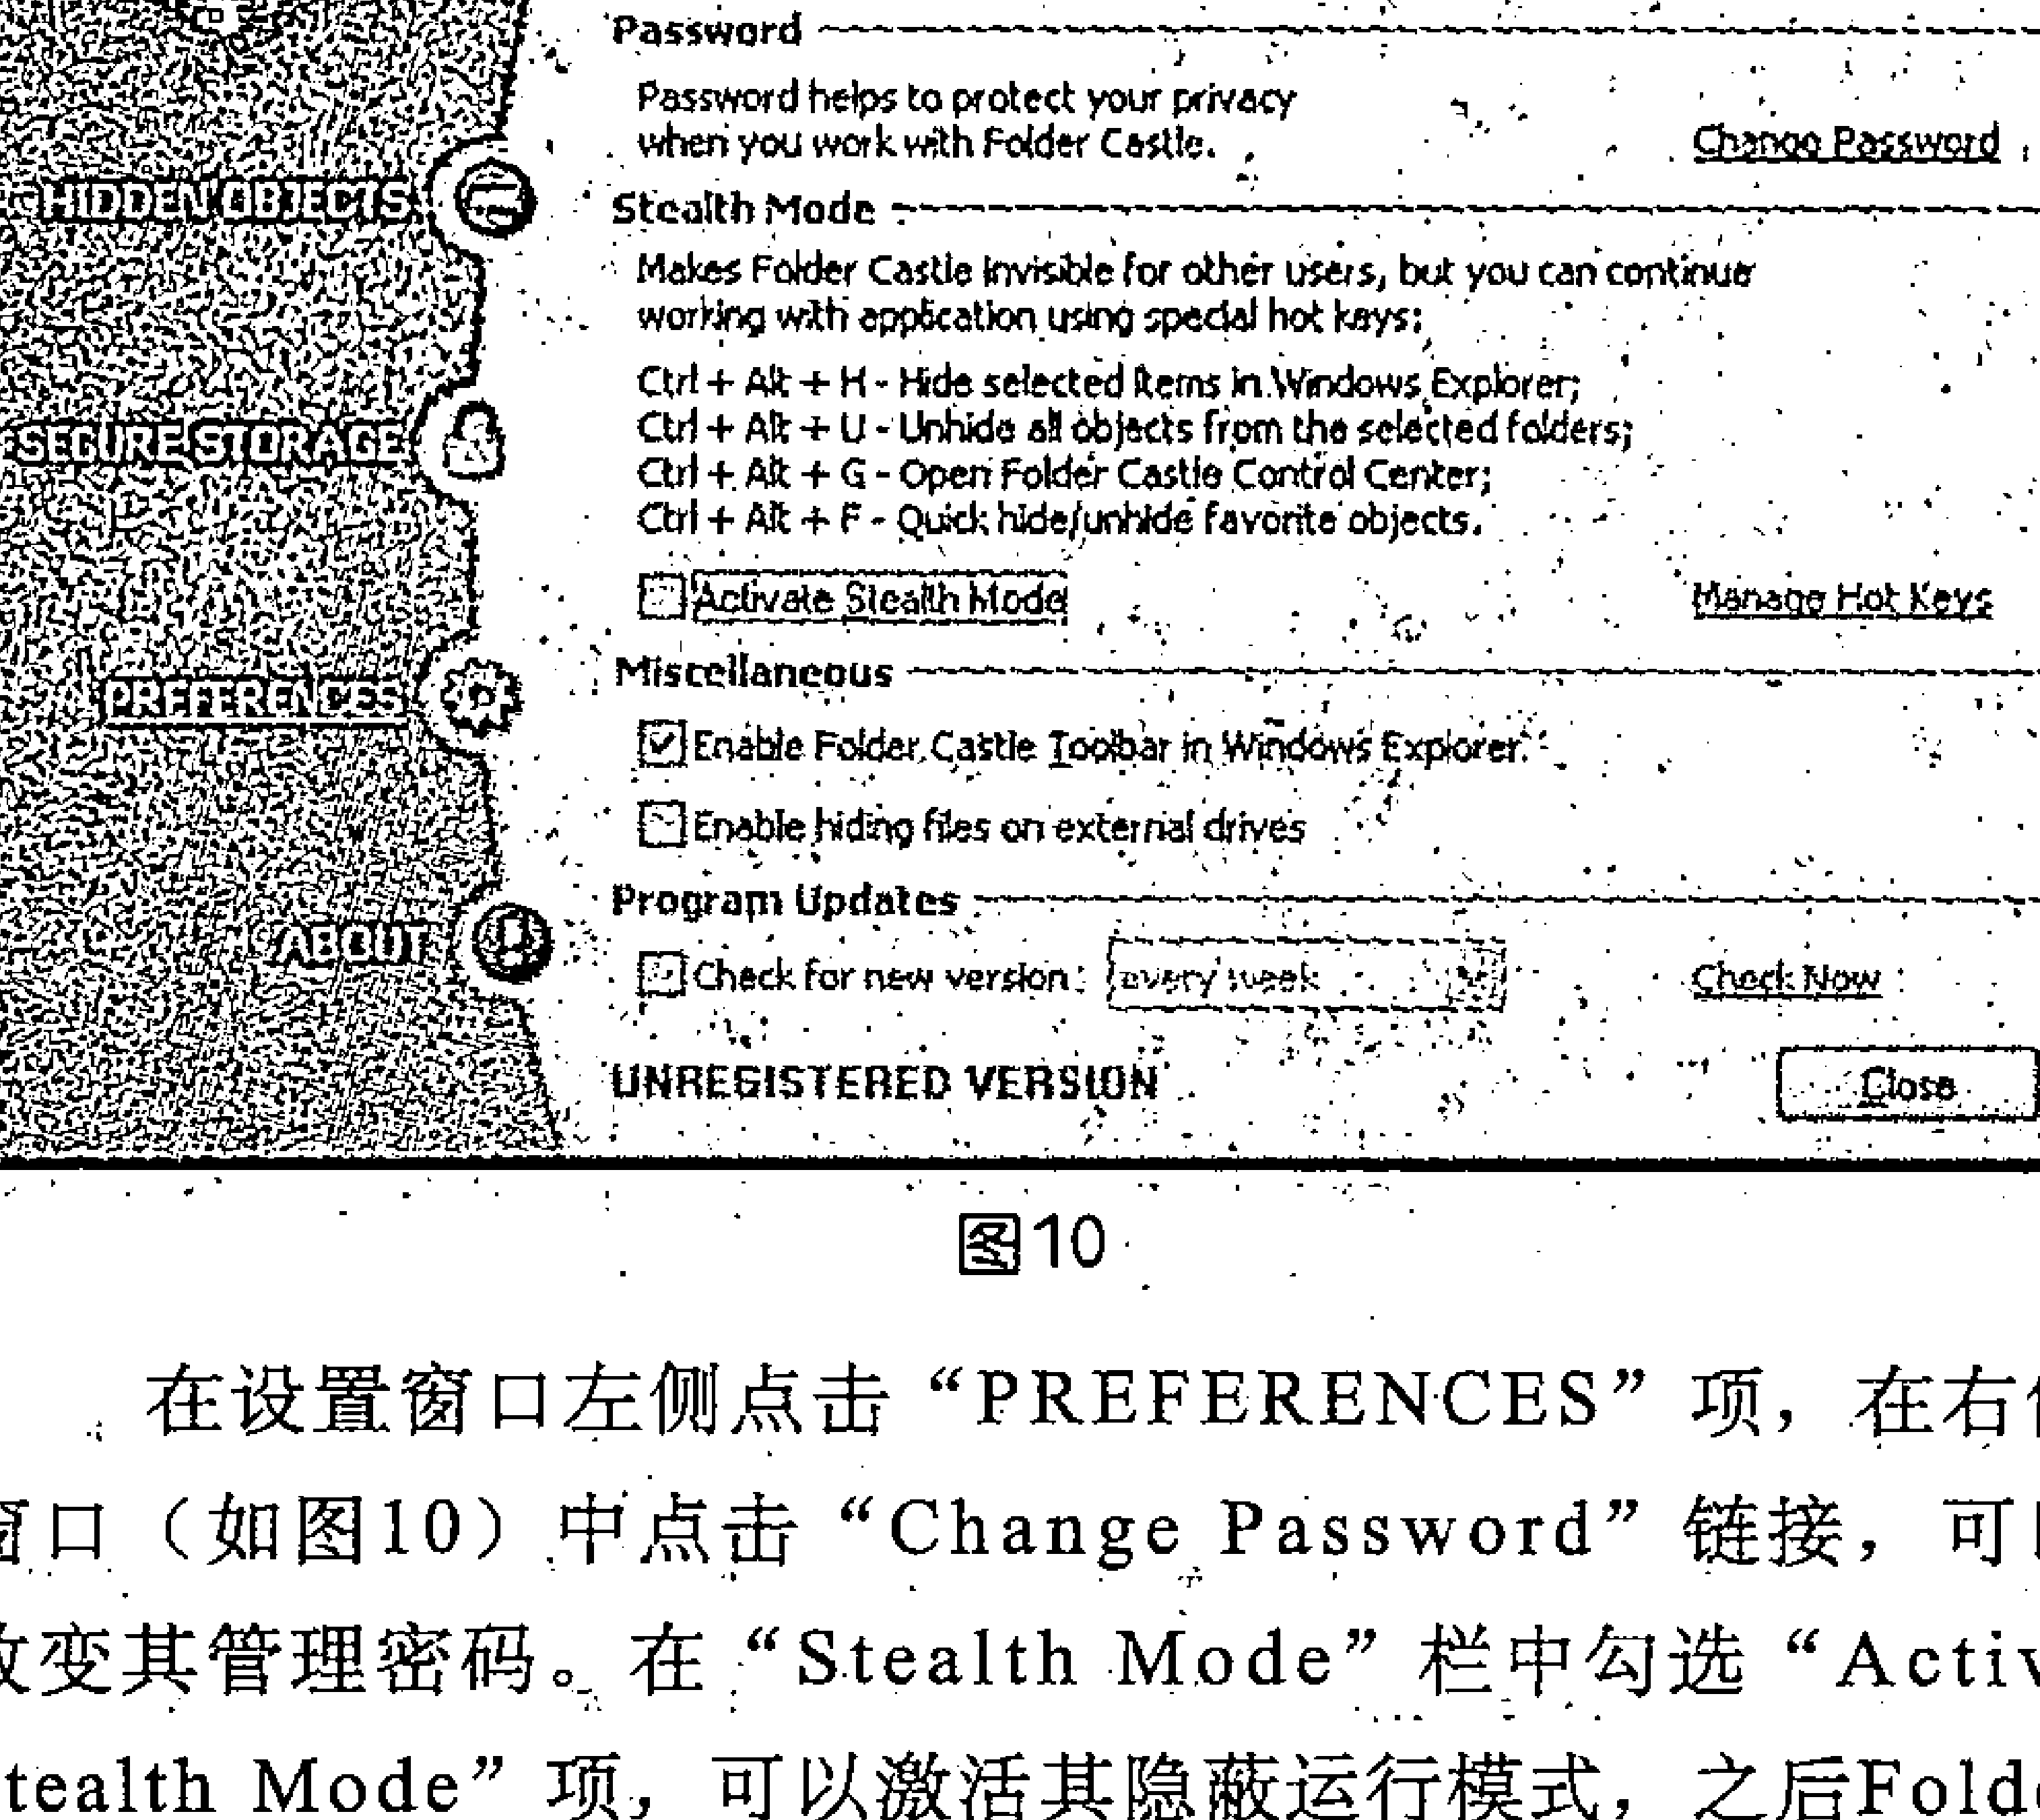 Password
Password helps to protect your privacy
when you work with Folder Castle.
Change Password
HIDDEN OBJECTS
Stealth Mode
Makes Folder Castle invisible for other users, but you can continue
working with application using special hot keys:
Ctrl + Alt + H - Hide selected items in Windows Explorer;
Ctrl + Alt + U - Unhide all objects from the selected folders;
SECURE STORAGE
Ctrl + Alt + G - Open Folder Castle Control Center;
Ctrl + Alt + F - Quick hide/unhide favorite objects.
Activate Stealth Mode
Manage Hot Keys
Miscellaneous
PREFERENCES
Enable Folder Castle Toolbar in Windows Explorer.
Enable hiding files on external drives
Program Updates
ABOUT
Check for new version: every week
Check Now
UNREGISTERED VERSION
Close
图10
在设置窗口左侧点击“PREFERENCES”项，在右
窗口（如图10）中点击“Change Password”链接，可
改变其管理密码。在“Stealth Mode”栏中勾选“Activ
tealth Mode”项，可以激活其隐蔽运行模式，之后Folde